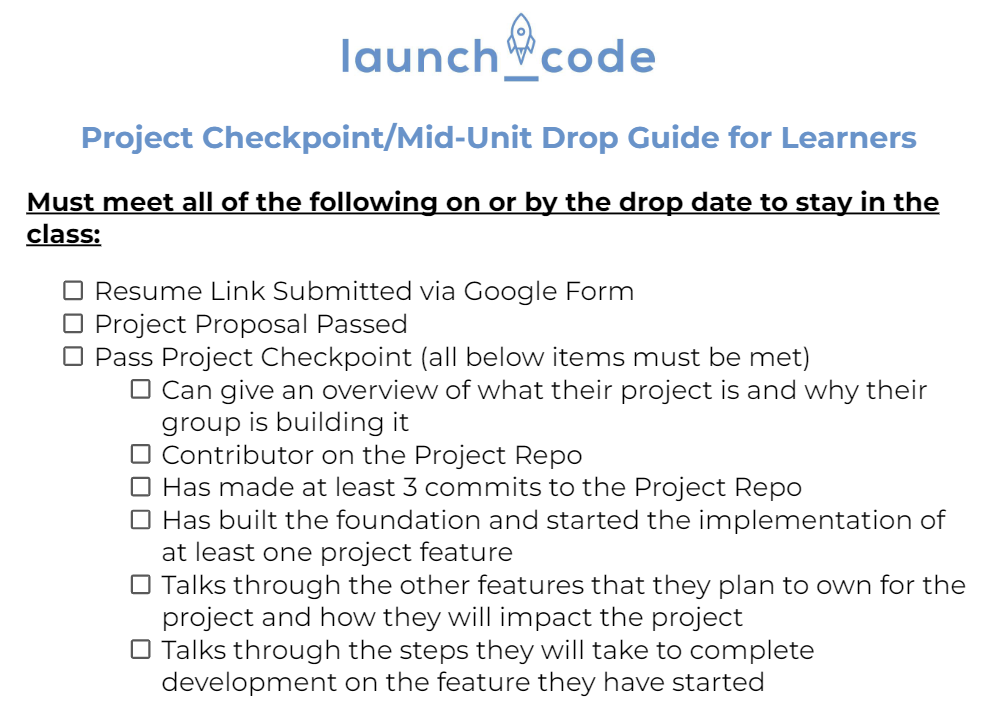 launch_code
Project Checkpoint/Mid-Unit Drop Guide for Learners
Must meet all of the following on or by the drop date to stay in the
class:
Resume Link Submitted via Google Form
Project Proposal Passed
Pass Project Checkpoint (all below items must be met)
Can give an overview of what their project is and why their
group is building it
Contributor on the Project Repo
Has made at least 3 commits to the Project Repo
Has built the foundation and started the implementation of
at least one project feature
Talks through the other features that they plan to own for the
project and how they will impact the project
Talks through the steps they will take to complete
development on the feature they have started